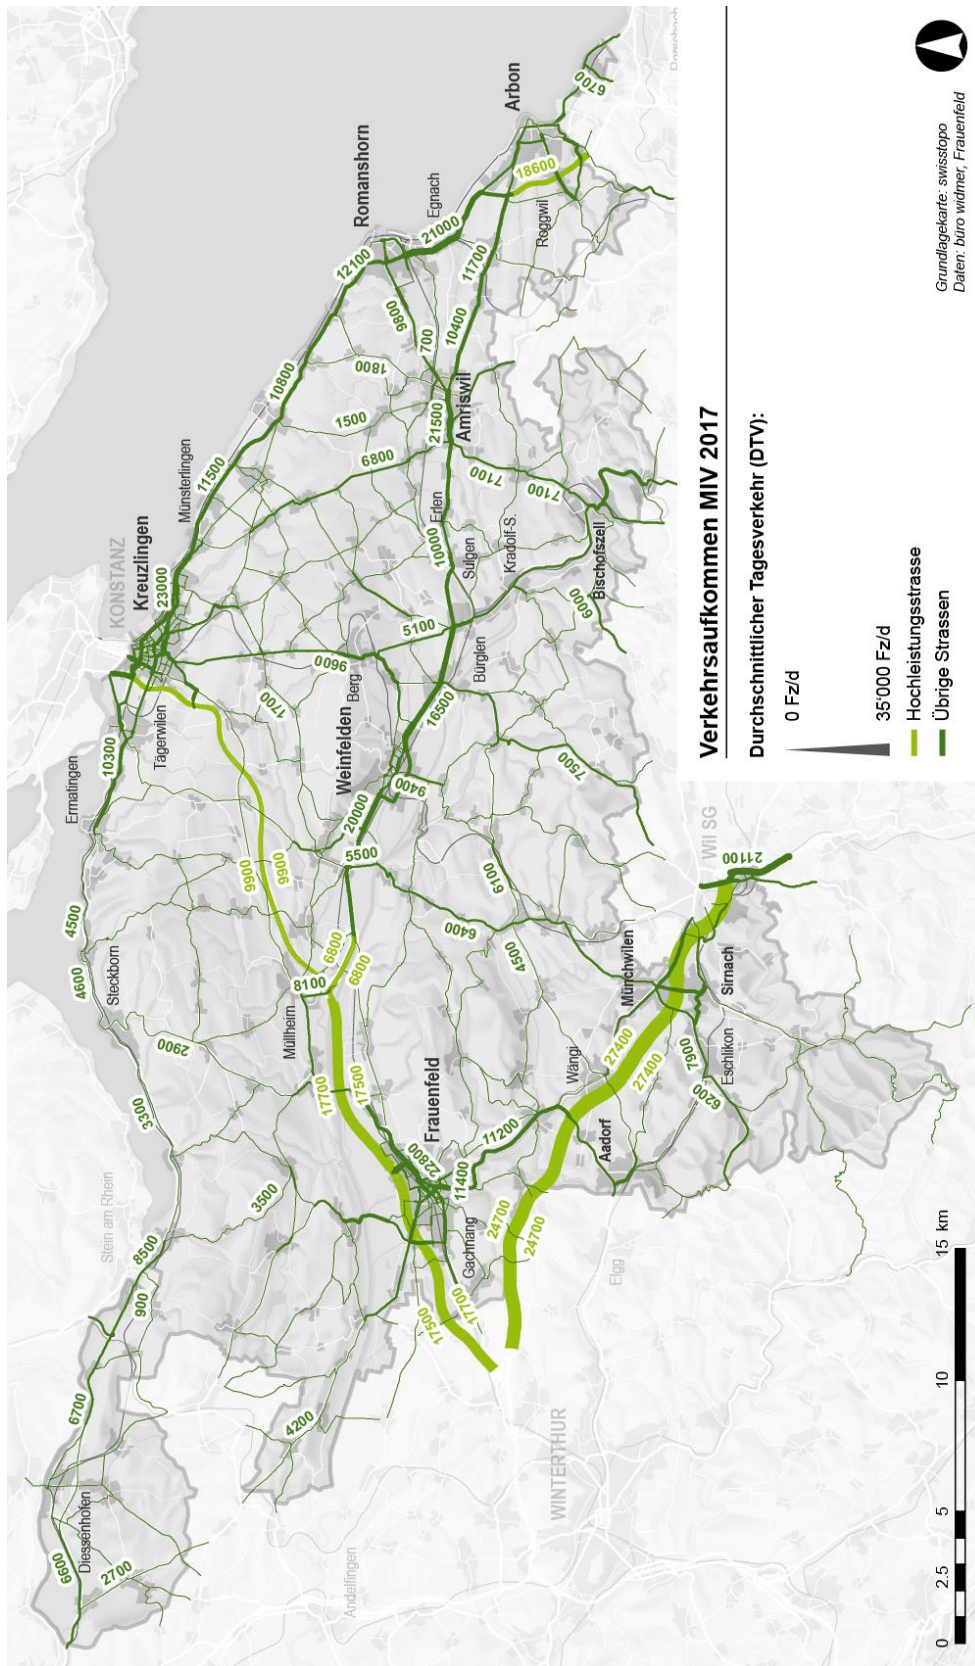 Verkehrsaufkommen MIV 2017
Durchschnittlicher Tagesverkehr (DTV):
0 Fz/d
35'000 Fz/d
Hochleistungsstrasse
Übrige Strassen
Grundlagekarte: swisstopo
Daten: büro widmer, Frauenfeld
0
2.5
5
10
15 km
Diessenhofen
6600
2700
6700
900
8500
Stein am Rhein
3300
2900
4600
4500
Steckborn
Ermatingen
10300
Tägerwilen
KONSTANZ
Kreuzlingen
23000
Münsterlingen
11500
10800
12100
Romanshorn
Egnach
21000
Arbon
6700
18600
Roggwil
11700
10400
9800
700
1800
1500
6800
21500
Amriswil
Erlen
10000
Sulgen
Kradolf-S.
7100
7100
Bischofszell
6000
5100
Bürglen
9600
Berg
1700
Weinfelden
16500
9400
7500
20000
5500
9900
9900
6100
6400
4500
6800
6800
8100
Müllheim
17700
17500
Frauenfeld
22800
11400
11200
3500
4200
Gachnang
17500
17700
24700
24700
Wängi
Aadorf
27400
27400
Münchwilen
Sirnach
7900
Eschlikon
6200
Wil SG
21100
Elgg
WINTERTHUR
Andelfingen